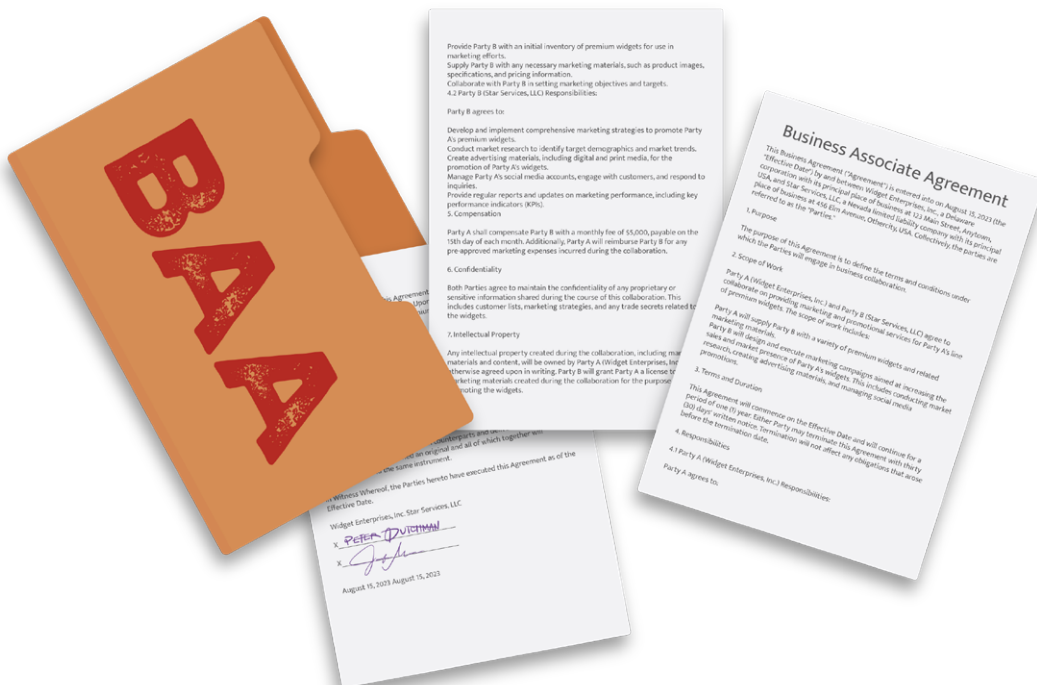 BAA
Business Associate Agreement
This Business Agreement ("Agreement") is entered into on August 15, 2023 (the
"Effective Date") by and between Widget Enterprises, Inc., a Delaware
corporation with its principal place of business at 123 Main Street, Anytown,
USA, and Star Services, LLC, a Nevada limited liability company with its principal
place of business at 456 Elm Avenue, Othercity, USA. Collectively, the parties are
referred to as the "Parties."
1. Purpose
The purpose of this Agreement is to define the terms and conditions under
which the Parties will engage in business collaboration.
2. Scope of Work
Party A (Widget Enterprises, Inc.) and Party B (Star Services, LLC) agree to
collaborate on providing marketing and promotional services for Party A's line
of premium widgets. The scope of work includes:
Party A will supply Party B with a variety of premium widgets and related
marketing materials.
Party B will design and execute marketing campaigns aimed at increasing the
sales and market presence of Party A's widgets. This includes conducting market
research, creating advertising materials, and managing social media
promotions.
3. Terms and Duration
This Agreement will commence on the Effective Date and will continue for a
period of one (1) year. Either Party may terminate this Agreement with thirty
(30) days' written notice. Termination will not affect any obligations that arose
before the termination date.
4. Responsibilities
4.1 Party A (Widget Enterprises, Inc.) Responsibilities:
Party A agrees to:
Provide Party B with an initial inventory of premium widgets for use in
marketing efforts.
Supply Party B with any necessary marketing materials, such as product images,
specifications, and pricing information.
Collaborate with Party B in setting marketing objectives and targets.
4.2 Party B (Star Services, LLC) Responsibilities:
Party B agrees to:
Develop and implement comprehensive marketing strategies to promote Party
A's premium widgets.
Conduct market research to identify target demographics and market trends.
Create advertising materials, including digital and print media, for the
promotion of Party A's widgets.
Manage Party A's social media accounts, engage with customers, and respond to
inquiries.
Provide regular reports and updates on marketing performance, including key
performance indicators (KPIs).
5. Compensation
Party A shall compensate Party B with a monthly fee of $5,000, payable on the
15th day of each month. Additionally, Party A will reimburse Party B for any
pre-approved marketing expenses incurred during the collaboration.
6. Confidentiality
Both Parties agree to maintain the confidentiality of any proprietary or
sensitive information shared during the course of this collaboration. This
includes customer lists, marketing strategies, and any trade secrets related to
the widgets.
7. Intellectual Property
Any intellectual property created during the collaboration, including
materials and content, will be owned by Party A (Widget Enterprises, Inc
otherwise agreed upon in writing. Party B will grant Party A a license to
marketing materials created during the collaboration for the purpose
the widgets.
this Agreement
Upon
counterparts and
an original and all of which together will
the same instrument.
In Witness Whereof, the Parties hereto have executed this Agreement as of the
Effective Date.
Widget Enterprises, Inc. Star Services, LLC
X PETER DUTCHMAN
X
August 15, 2023 August 15, 2023